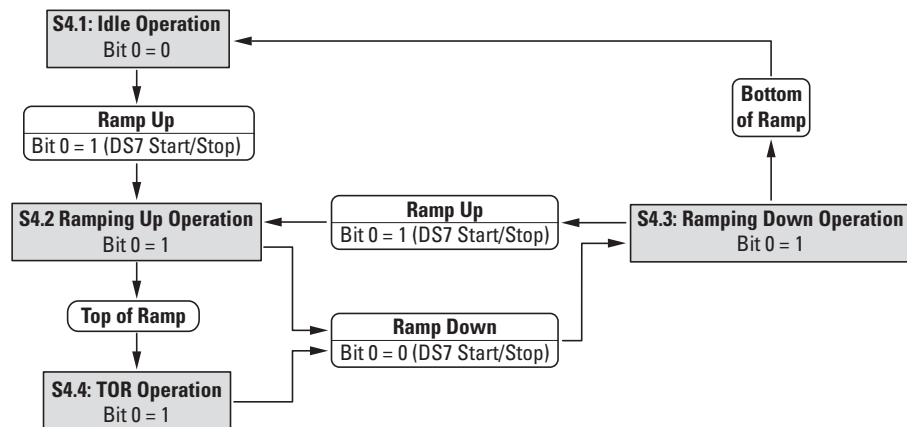 S4.1: Idle Operation
Bit 0 = 0
Ramp Up
Bit 0 = 1 (DS7 Start/Stop)
Bottom
of Ramp
S4.2 Ramping Up Operation
Bit 0 = 1
Ramp Up
Bit 0 = 1 (DS7 Start/Stop)
S4.3: Ramping Down Operation
Bit 0 = 1
Top of Ramp
Ramp Down
Bit 0 = 0 (DS7 Start/Stop)
S4.4: TOR Operation
Bit 0 = 1